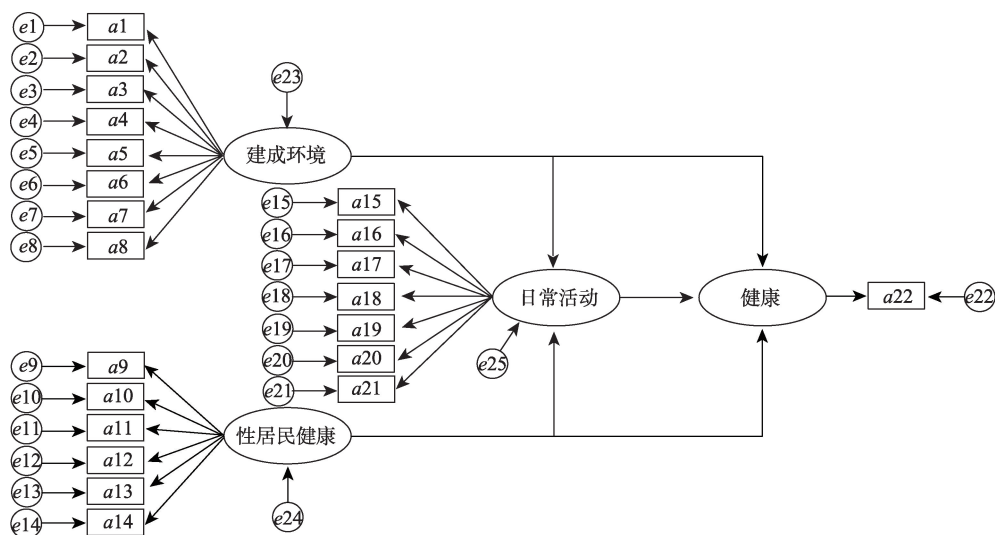 e1 a1
e2 a2
e3 a3
e4 a4
e5 a5
e6 a6
e7 a7
e8 a8
e23
建成环境
e15 a15
e16 a16
e17 a17
e18 a18
e19 a19
e20 a20
e21 a21
日常活动
e25
健康
a22 e22
e9 a9
e10 a10
e11 a11
e12 a12
e13 a13
e14 a14
性居民健康
e24